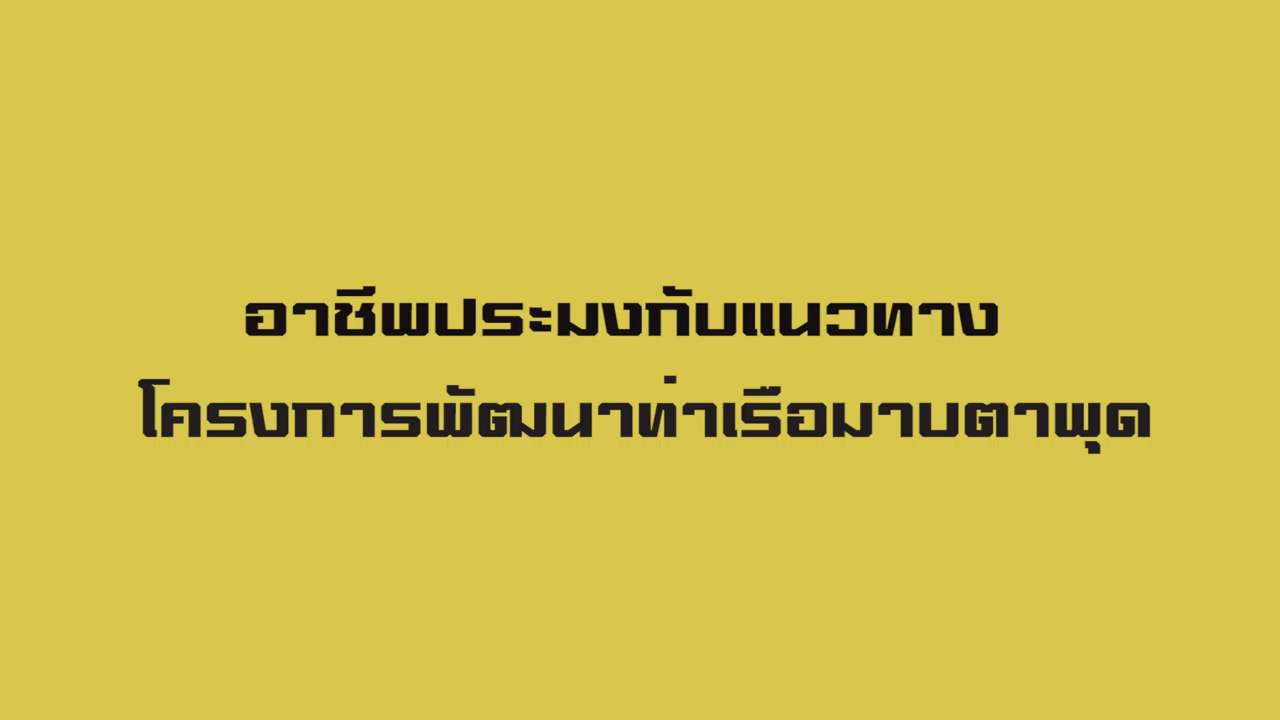 อาชีพประมงกับแนวทาง
โครงการพัฒนาท่าเรือมาบตาพุด